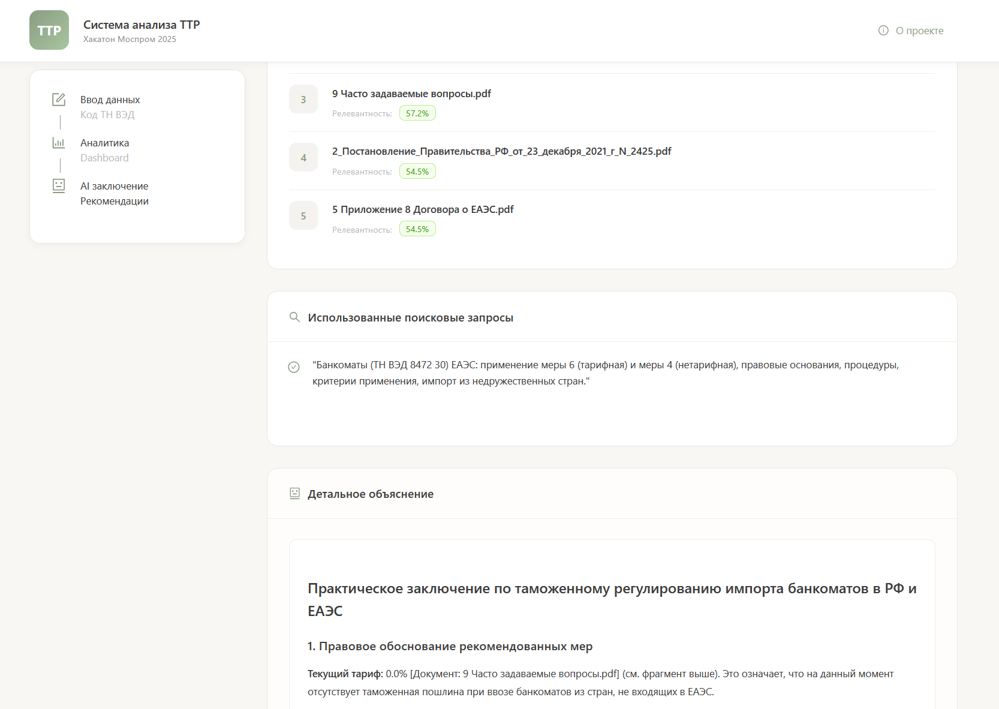 ТТР
Система анализа ТТР
Хакатон Моспром 2025
О проекте
Ввод данных
Код ТН ВЭД
Аналитика
Dashboard
AI заключение
Рекомендации
3
9 Часто задаваемые вопросы.pdf
Релевантность: 57.2%
4
2_Постановление_Правительства_РФ_от_23_декабря_2021_г_N_2425.pdf
Релевантность: 54.5%
5
5 Приложение 8 Договора о ЕАЭС.pdf
Релевантность: 54.5%
Использованные поисковые запросы
"Банкоматы (ТН ВЭД 8472 30) ЕАЭС: применение меры 6 (тарифная) и меры 4 (нетарифная), правовые основания, процедуры,
критерии применения, импорт из недружественных стран."
Детальное объяснение
Практическое заключение по таможенному регулированию импорта банкоматов в РФ и
ЕАЭС
1. Правовое обоснование рекомендованных мер
Текущий тариф: 0.0% [Документ: 9 Часто задаваемые вопросы.pdf] (см. фрагмент выше). Это означает, что на данный момент
отсутствует таможенная пошлина при ввозе банкоматов из стран, не входящих в ЕАЭС.